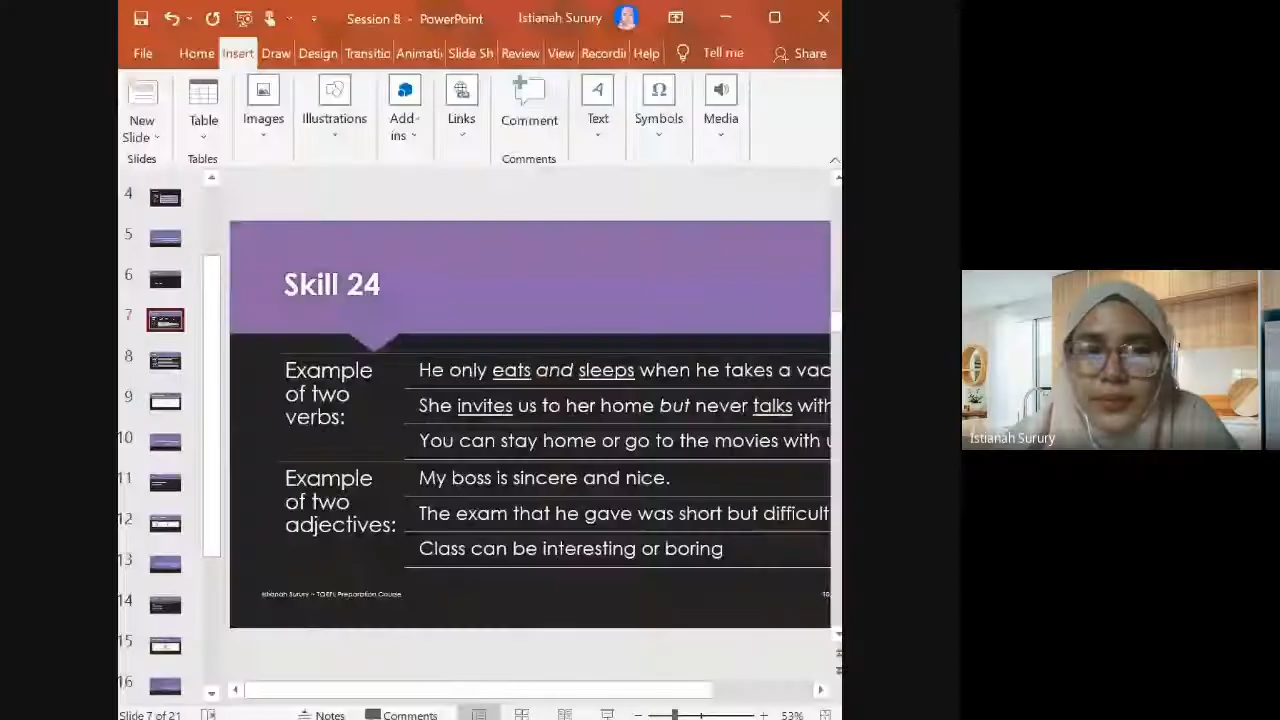 Session 8 - PowerPoint
Istianah Surury
File Home Insert Draw Design Transitio Animati Slide Sh Review View Recordi Help Tell me Share
New Slide
Table
Images
Illustrations
Add-ins
Links
Comment
Text
Symbols
Media
Slides
Tables
Comments
4
5
6
7
8
9
10
11
12
13
14
15
16
Skill 24
Example of two verbs:
He only eats and sleeps when he takes a vac
She invites us to her home but never talks with
You can stay home or go to the movies with u
Example of two adjectives:
My boss is sincere and nice.
The exam that he gave was short but difficult
Class can be interesting or boring
Istianah Surury ~ TOEFL Preparation Course
Istianah Surury
Slide 7 of 21
Notes
Comments
53%